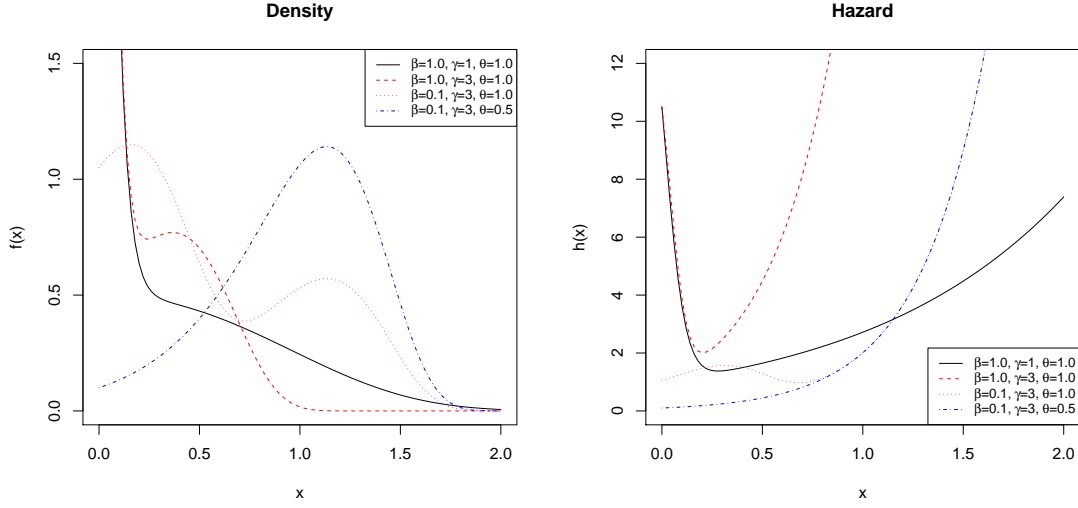 Density
1.5
1.0
0.5
0.0
f(x)
β=1.0, γ=1, θ=1.0
β=1.0, γ=3, θ=1.0
β=0.1, γ=3, θ=1.0
β=0.1, γ=3, θ=0.5
0.0 0.5 1.0 1.5 2.0
x
Hazard
12
10
8
6
4
2
0
h(x)
β=1.0, γ=1, θ=1.0
β=1.0, γ=3, θ=1.0
β=0.1, γ=3, θ=1.0
β=0.1, γ=3, θ=0.5
0.0 0.5 1.0 1.5 2.0
x